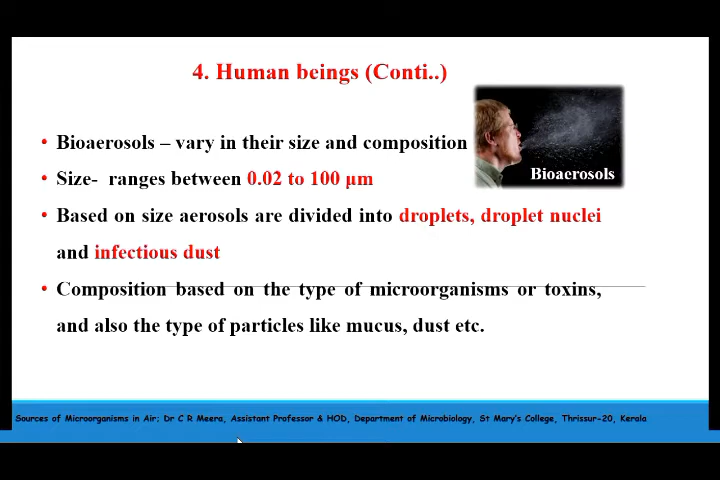 4. Human beings (Conti..)
• Bioaerosols – vary in their size and composition
Bioaerosols
• Size- ranges between 0.02 to 100 μm
• Based on size aerosols are divided into droplets, droplet nuclei
and infectious dust
• Composition based on the type of microorganisms or toxins,
and also the type of particles like mucus, dust etc.
Sources of Microorganisms in Air; Dr C R Meera, Assistant Professor & HOD, Department of Microbiology, St Mary's College, Thrissur-20, Kerala